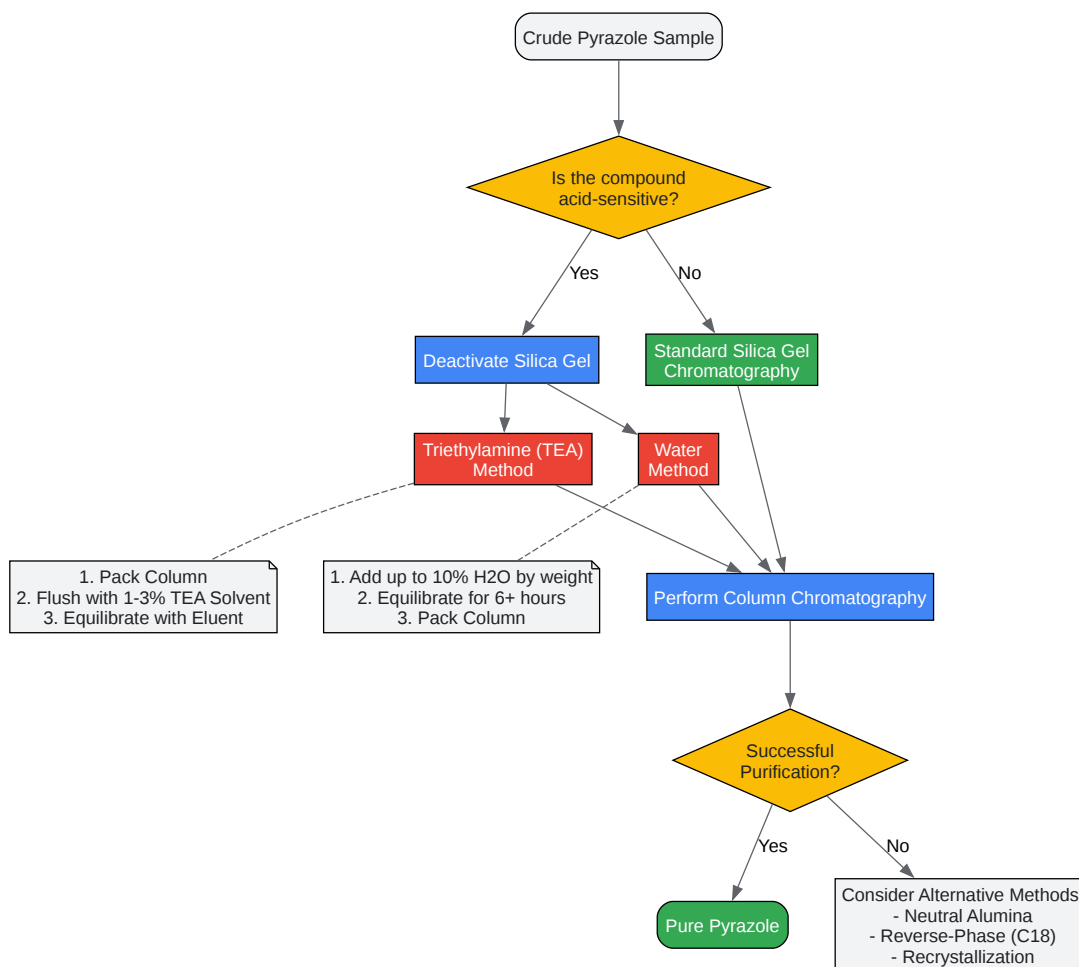 Crude Pyrazole Sample
Is the compound
acid-sensitive?
Yes
No
Deactivate Silica Gel
Standard Silica Gel
Chromatography
Triethylamine (TEA)
Method
Water
Method
1. Pack Column
2. Flush with 1-3% TEA Solvent
3. Equilibrate with Eluent
1. Add up to 10% H2O by weight
2. Equilibrate for 6+ hours
3. Pack Column
Perform Column Chromatography
Successful
Purification?
Yes
No
Pure Pyrazole
Consider Alternative Methods
- Neutral Alumina
- Reverse-Phase (C18)
- Recrystallization